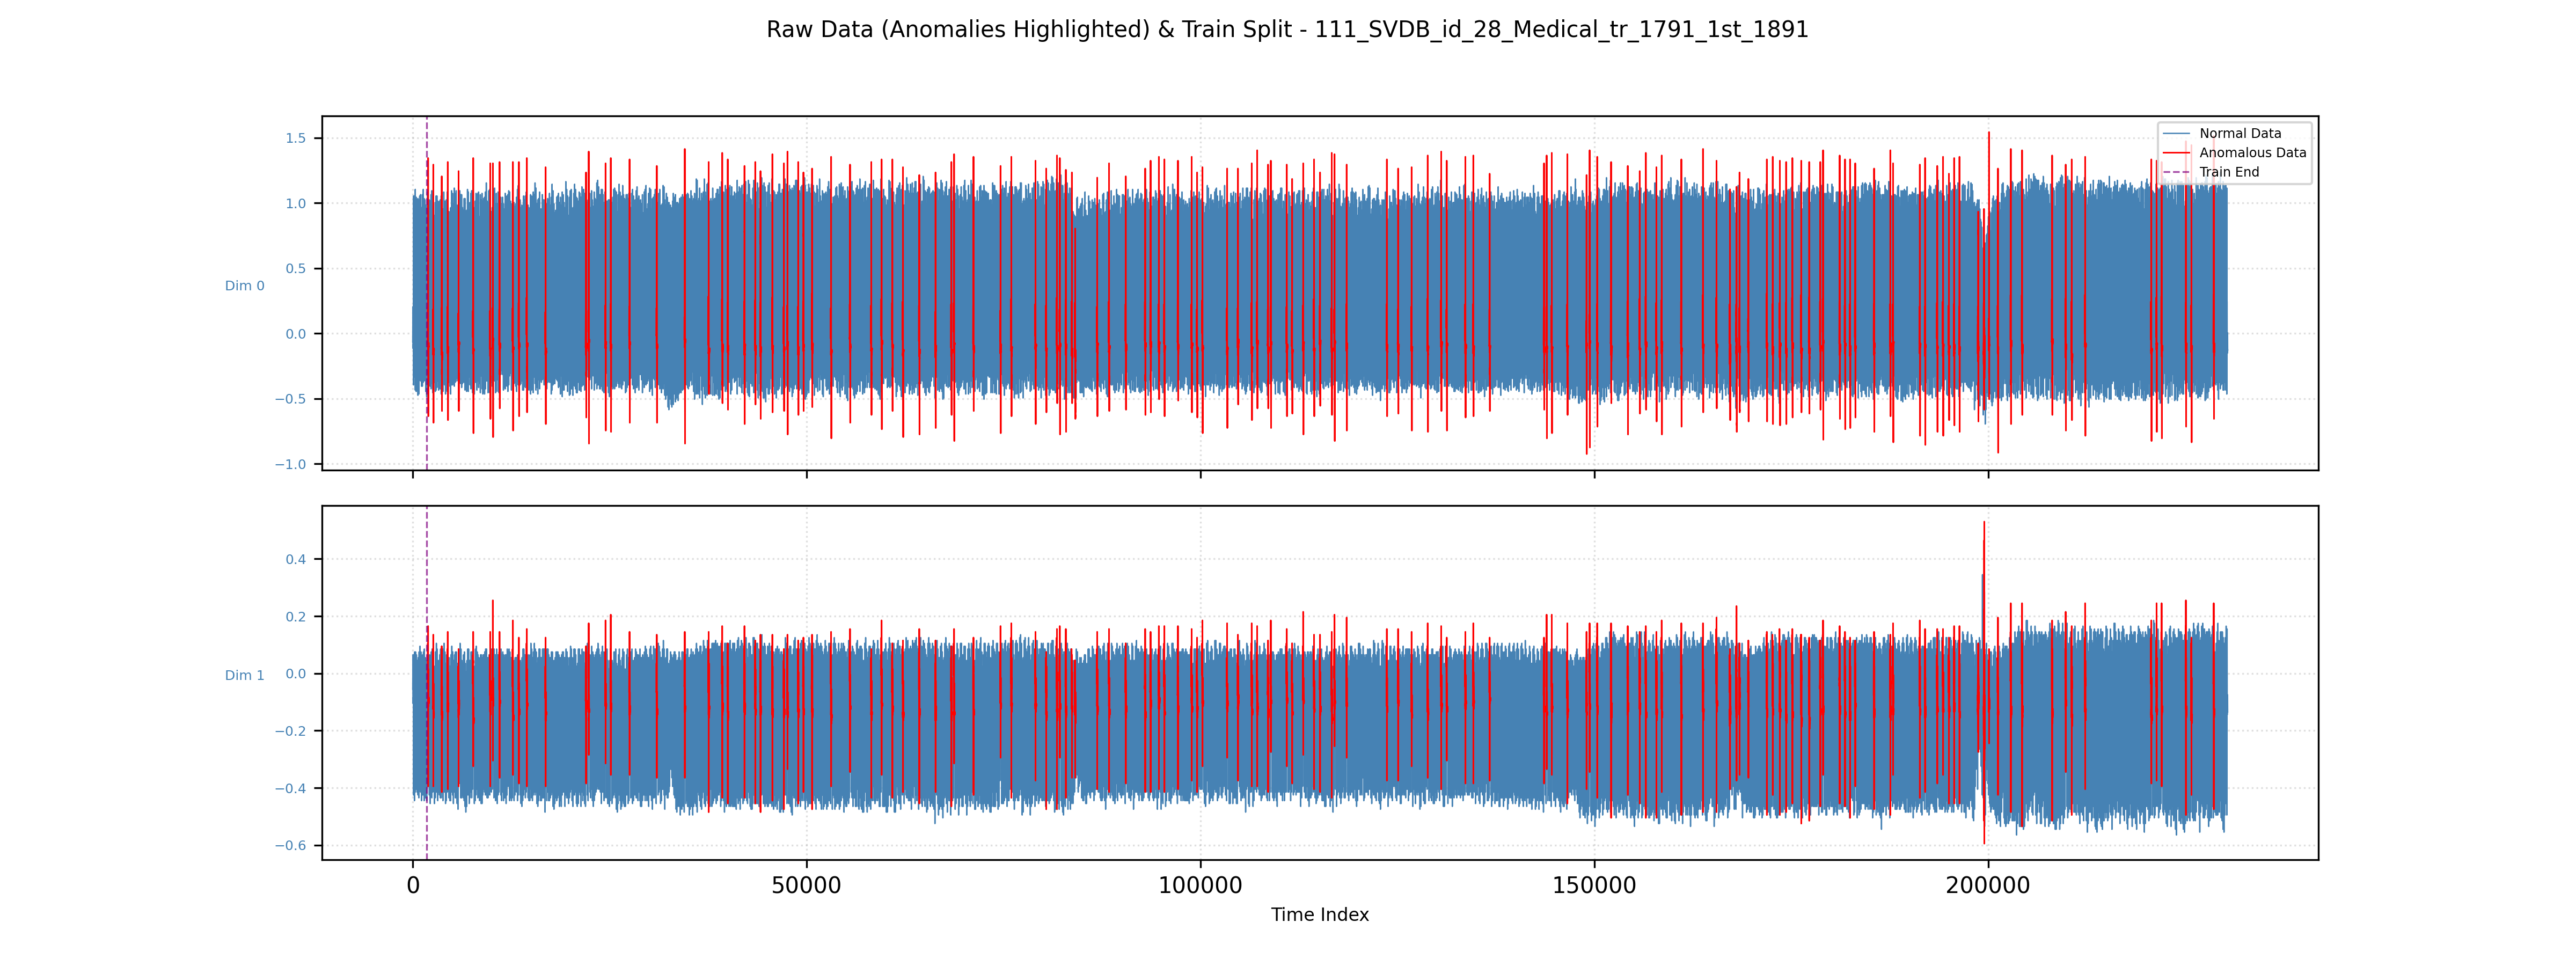 Raw Data (Anomalies Highlighted) & Train Split - 111_SVDB_id_28_Medical_tr_1791_1st_1891
1.5
1.0
0.5
0.0
−0.5
−1.0
Dim 0
Normal Data
Anomalous Data
Train End
0.4
0.2
0.0
−0.2
−0.4
−0.6
Dim 1
0 50000 100000 150000 200000
Time Index